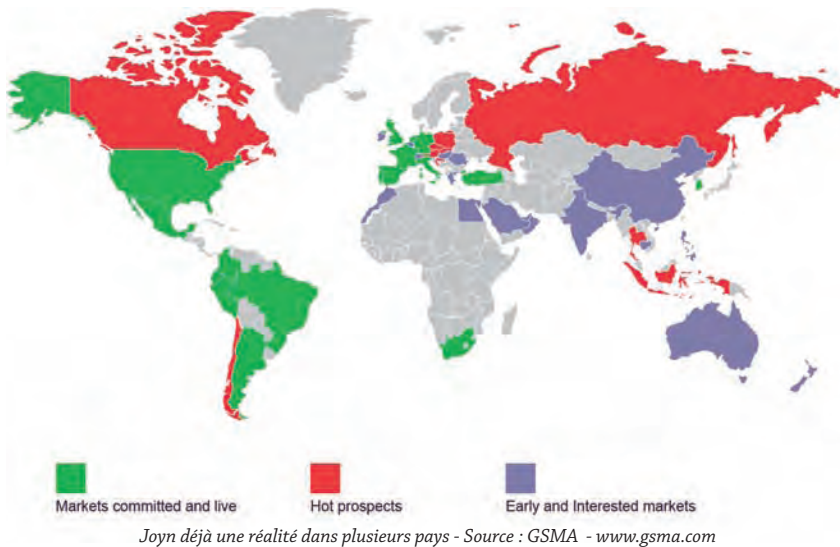 Markets committed and live
Hot prospects
Early and Interested markets
Joyn déjà une réalité dans plusieurs pays - Source : GSMA - www.gsma.com